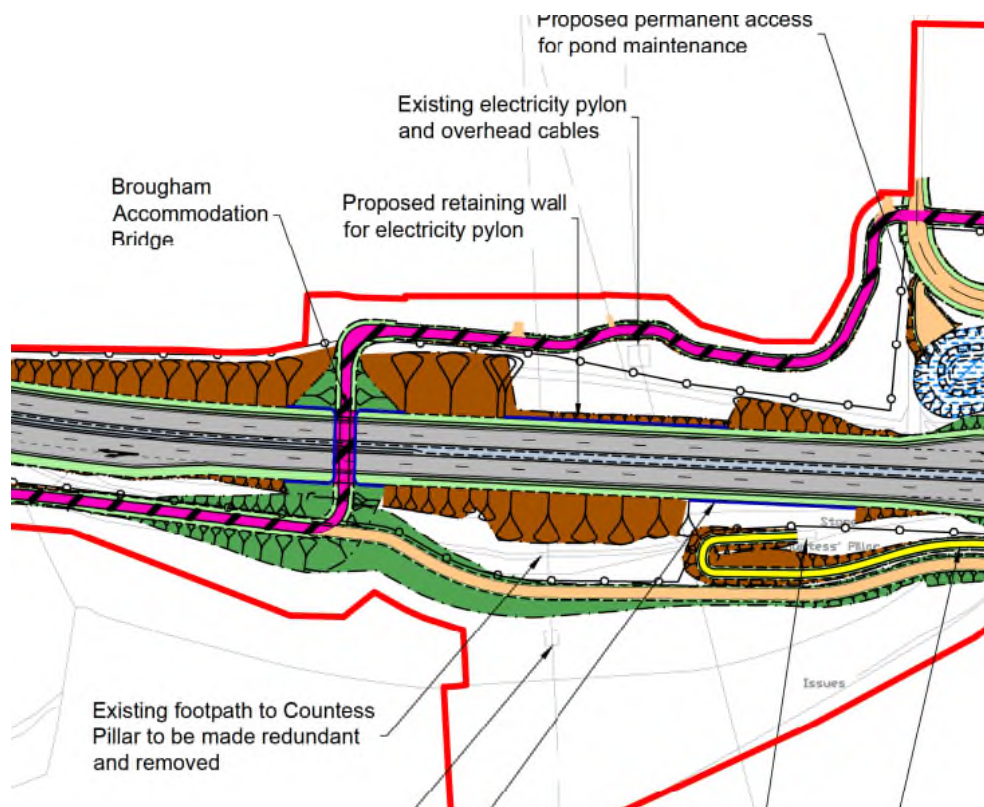 Proposed permanent access
for pond maintenance
Existing electricity pylon
and overhead cables
Brougham
Accommodation
Bridge
Proposed retaining wall
for electricity pylon
Pillar
Issues
Existing footpath to Countess
Pillar to be made redundant
and removed